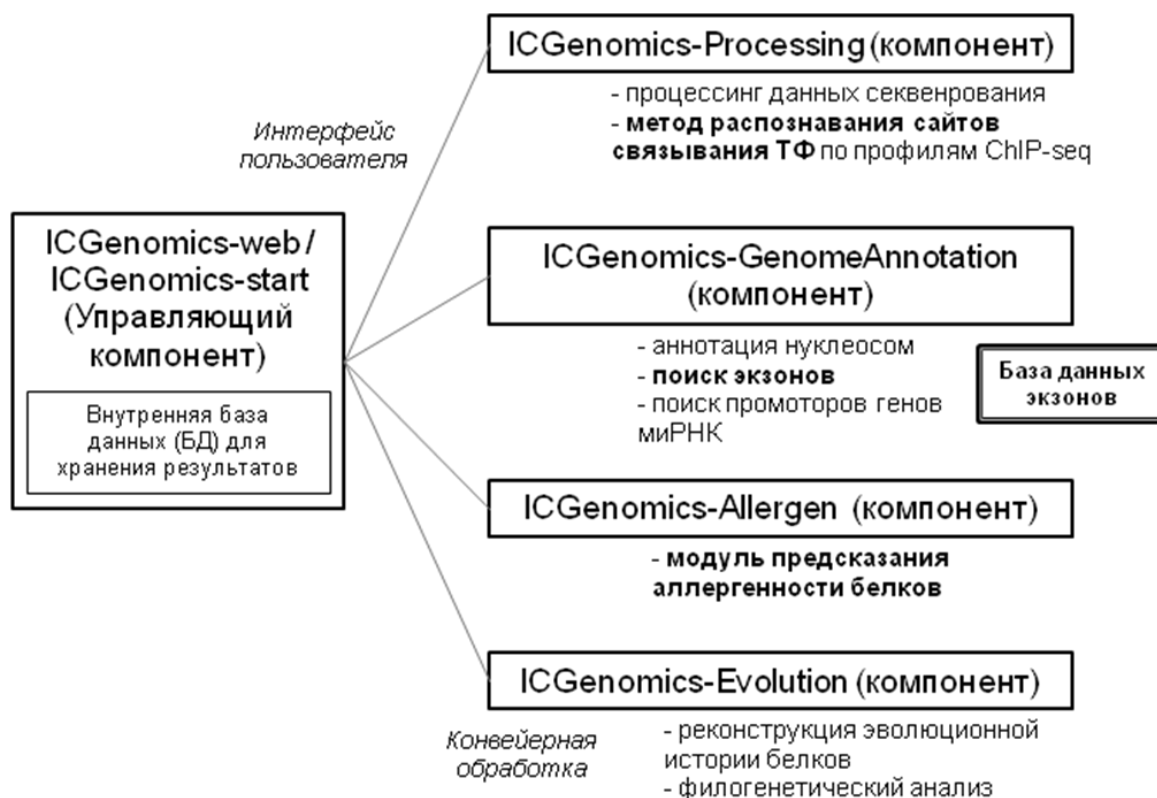 ICGenomics-Processing (компонент)
- процессинг данных секвенрования
- метод распознавания сайтов
связывания ТФ по профилям ChIP-seq
Интерфейс
пользователя
ICGenomics-web /
ICGenomics-start
(Управляющий
компонент)
Внутренняя база
данных (БД) для
хранения результатов
ICGenomics-GenomeAnnotation
(компонент)
- аннотация нуклеосом
- поиск экзонов
- поиск промоторов генов
миРНК
База данных
экзонов
ICGenomics-Allergen (компонент)
- модуль предсказания
аллергенности белков
ICGenomics-Evolution (компонент)
Конвейерная
обработка
- реконструкция эволюционной
истории белков
- филогенетический анализ